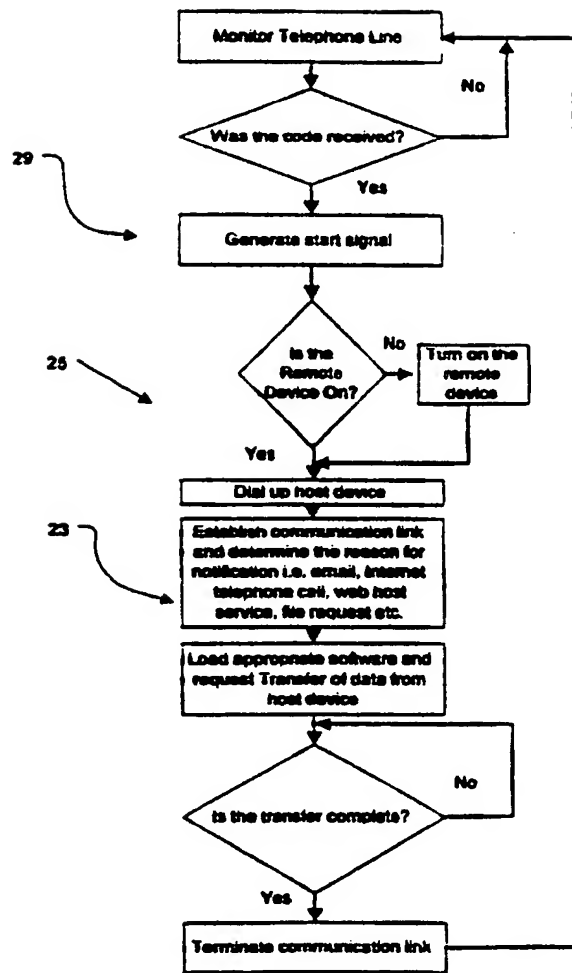 Monitor Telephone Line
No
Was the code received?
29
Yes
Generate start signal
Is the
Remote
Device On?
No
Turn on the
remote
device
25
Yes
Dial up host device
23
Establish communication link
and determine the reason for
notification i.e. email, internet
telephone call, web host
service, file request etc.
Load appropriate software and
request Transfer of data from
host device
No
Is the transfer complete?
Yes
Terminate communication link